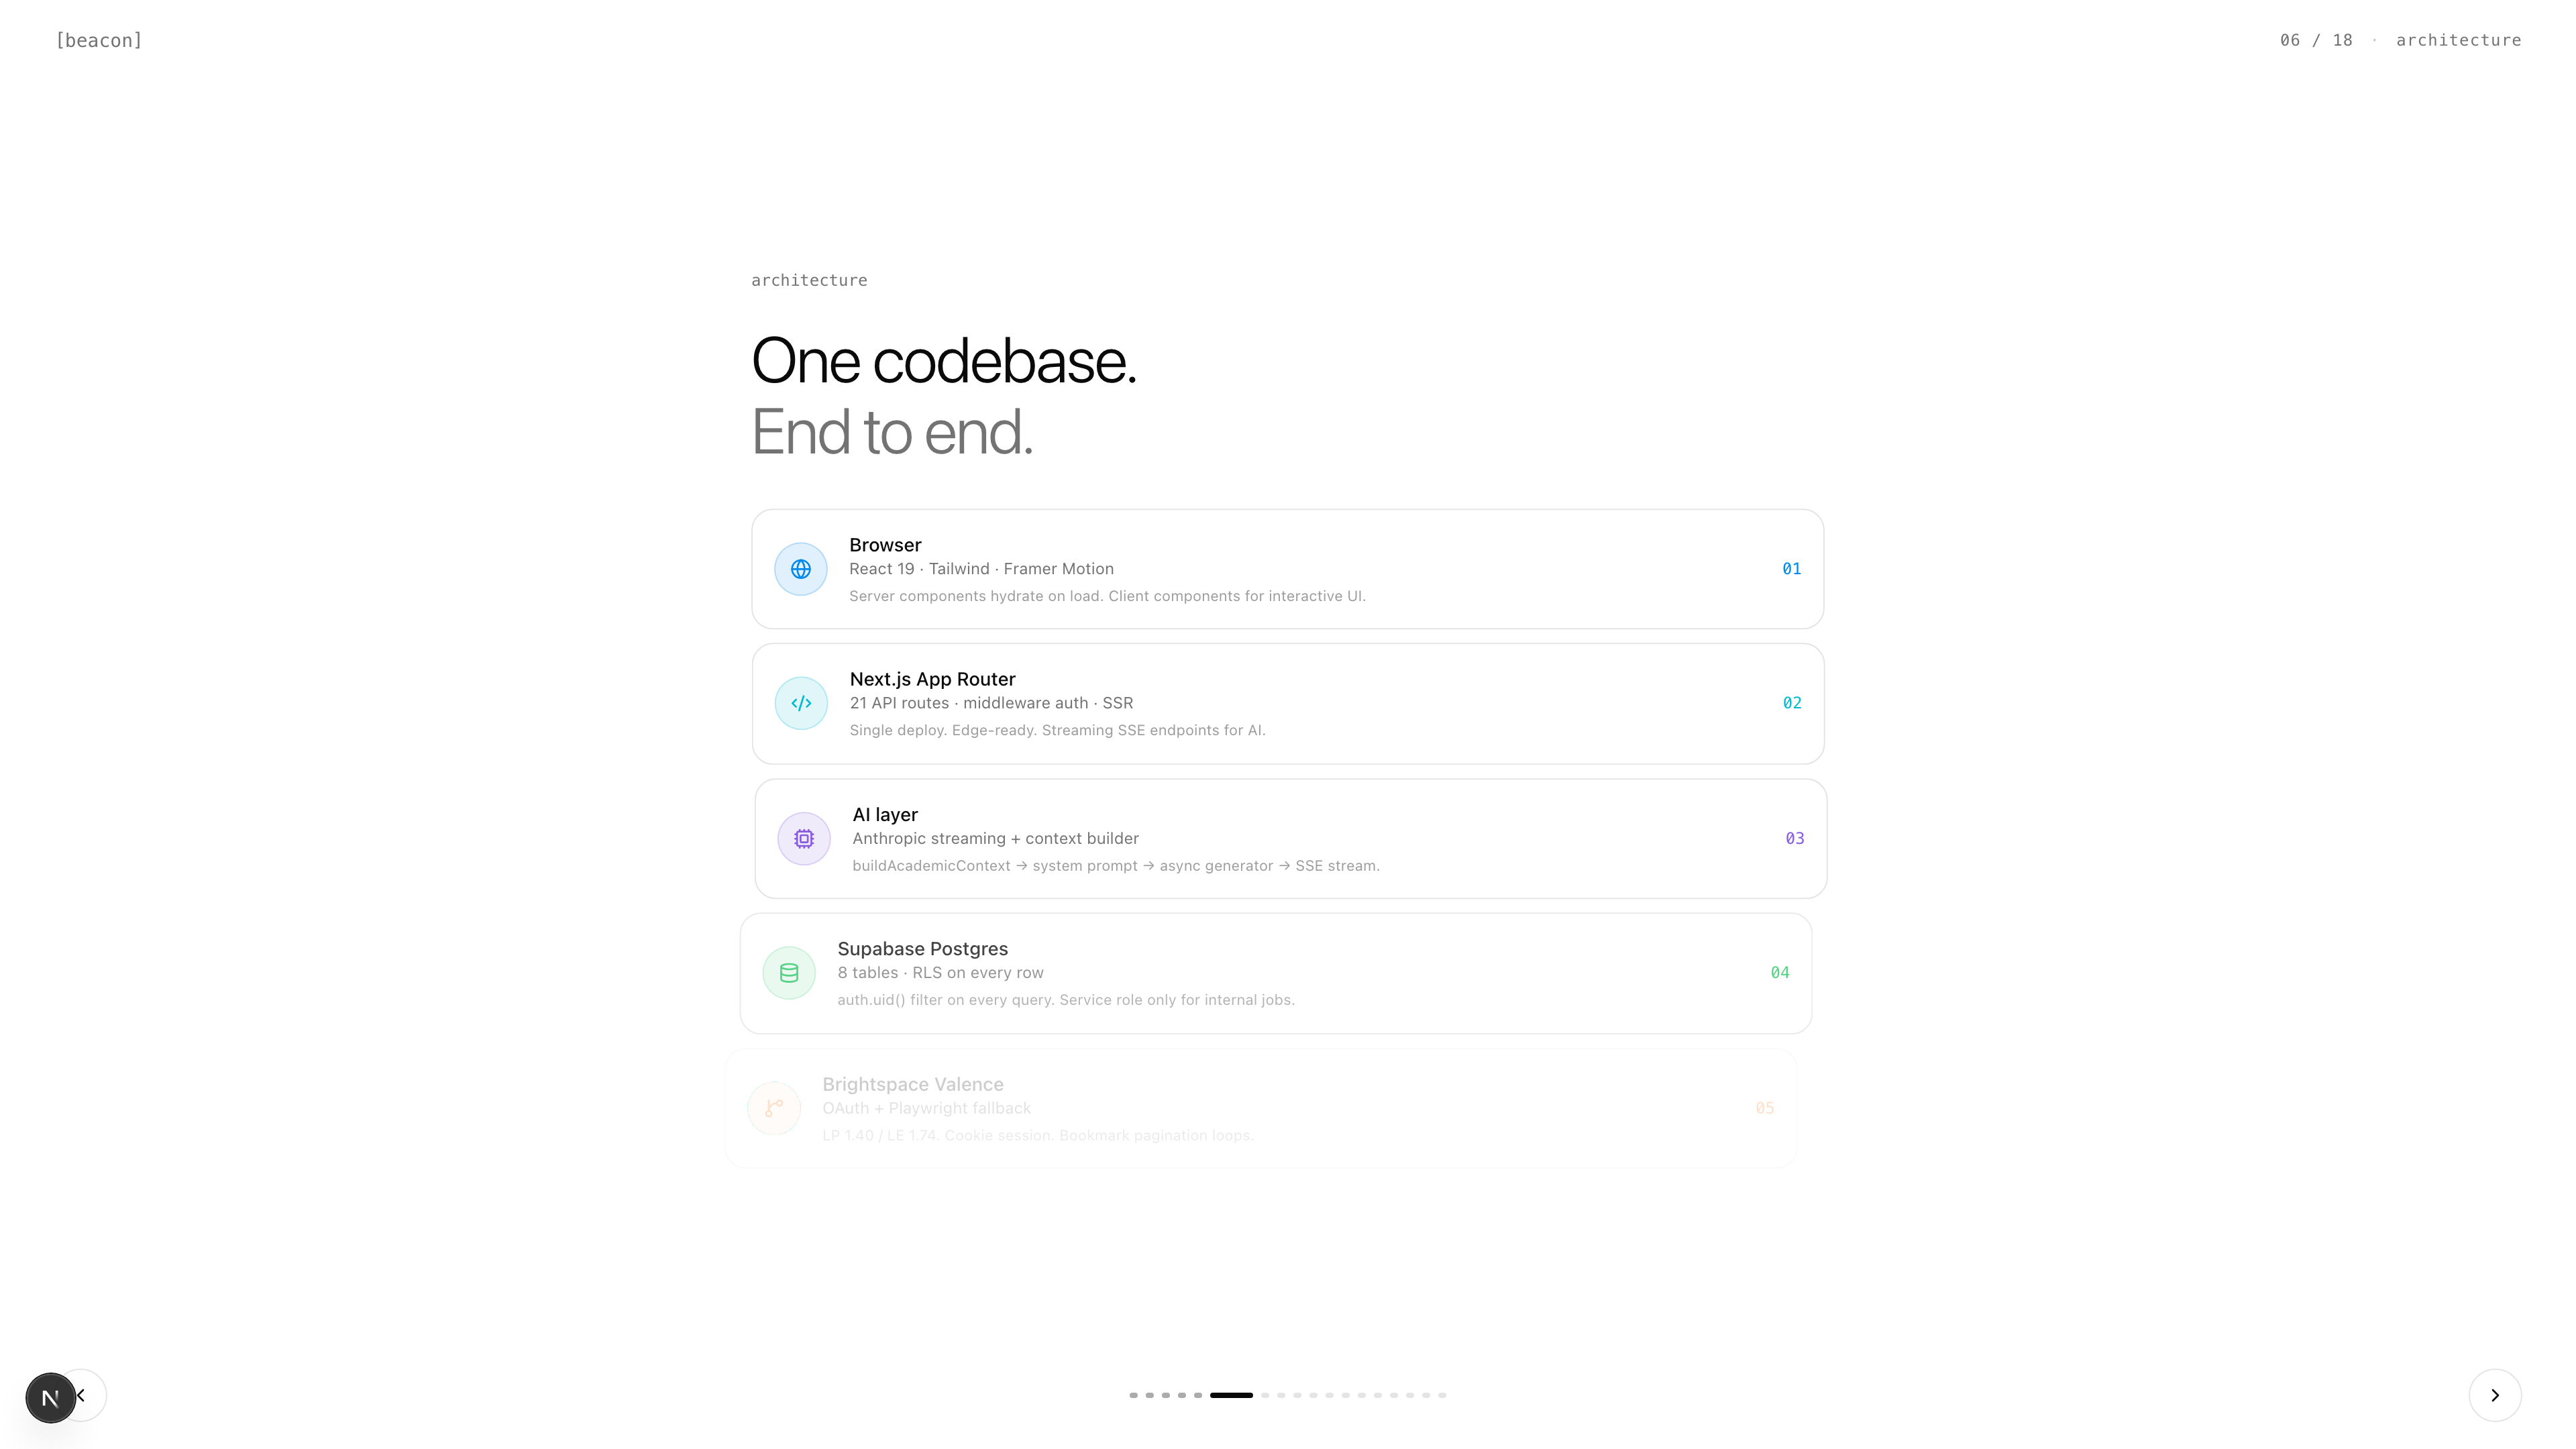 [beacon]
06 / 18 · architecture
architecture
One codebase.
End to end.
Browser
React 19 · Tailwind · Framer Motion
Server components hydrate on load. Client components for interactive UI.
01
Next.js App Router
21 API routes · middleware auth · SSR
Single deploy. Edge-ready. Streaming SSE endpoints for AI.
02
AI layer
Anthropic streaming + context builder
buildAcademicContext → system prompt → async generator → SSE stream.
03
Supabase Postgres
8 tables · RLS on every row
auth.uid() filter on every query. Service role only for internal jobs.
04
Brightspace Valence
OAuth + Playwright fallback
LP 1.40 / LE 1.74. Cookie session. Bookmark pagination loops.
05
N